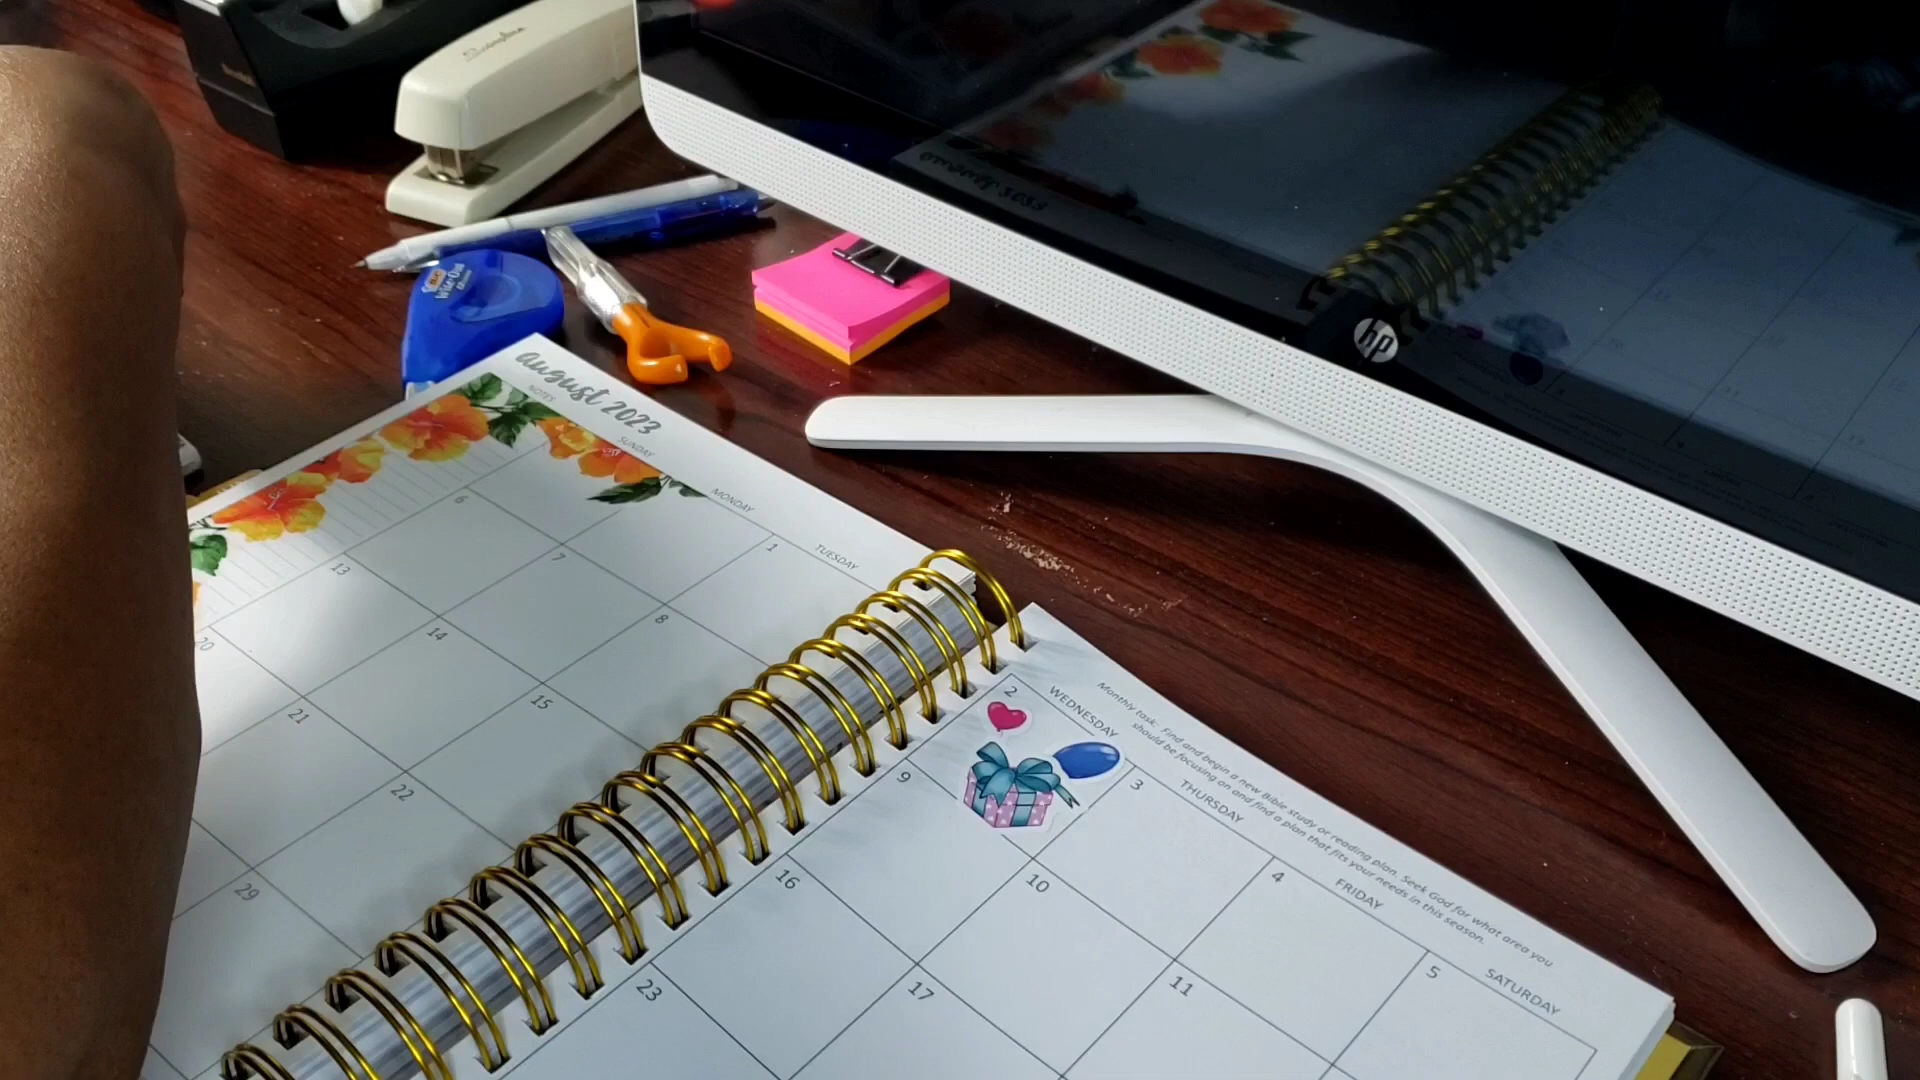 BIC
Wite-Out
hp
august 2023
NOTES
SUNDAY
MONDAY
TUESDAY
1
6
7
8
13
14
15
20
21
22
29
Monthly task: Find and begin a new Bible study or reading plan. Seek God for what area you
should be focusing on and find a plan that fits your needs in this season.
WEDNESDAY
THURSDAY
FRIDAY
SATURDAY
2
3
4
5
9
10
11
16
17
23